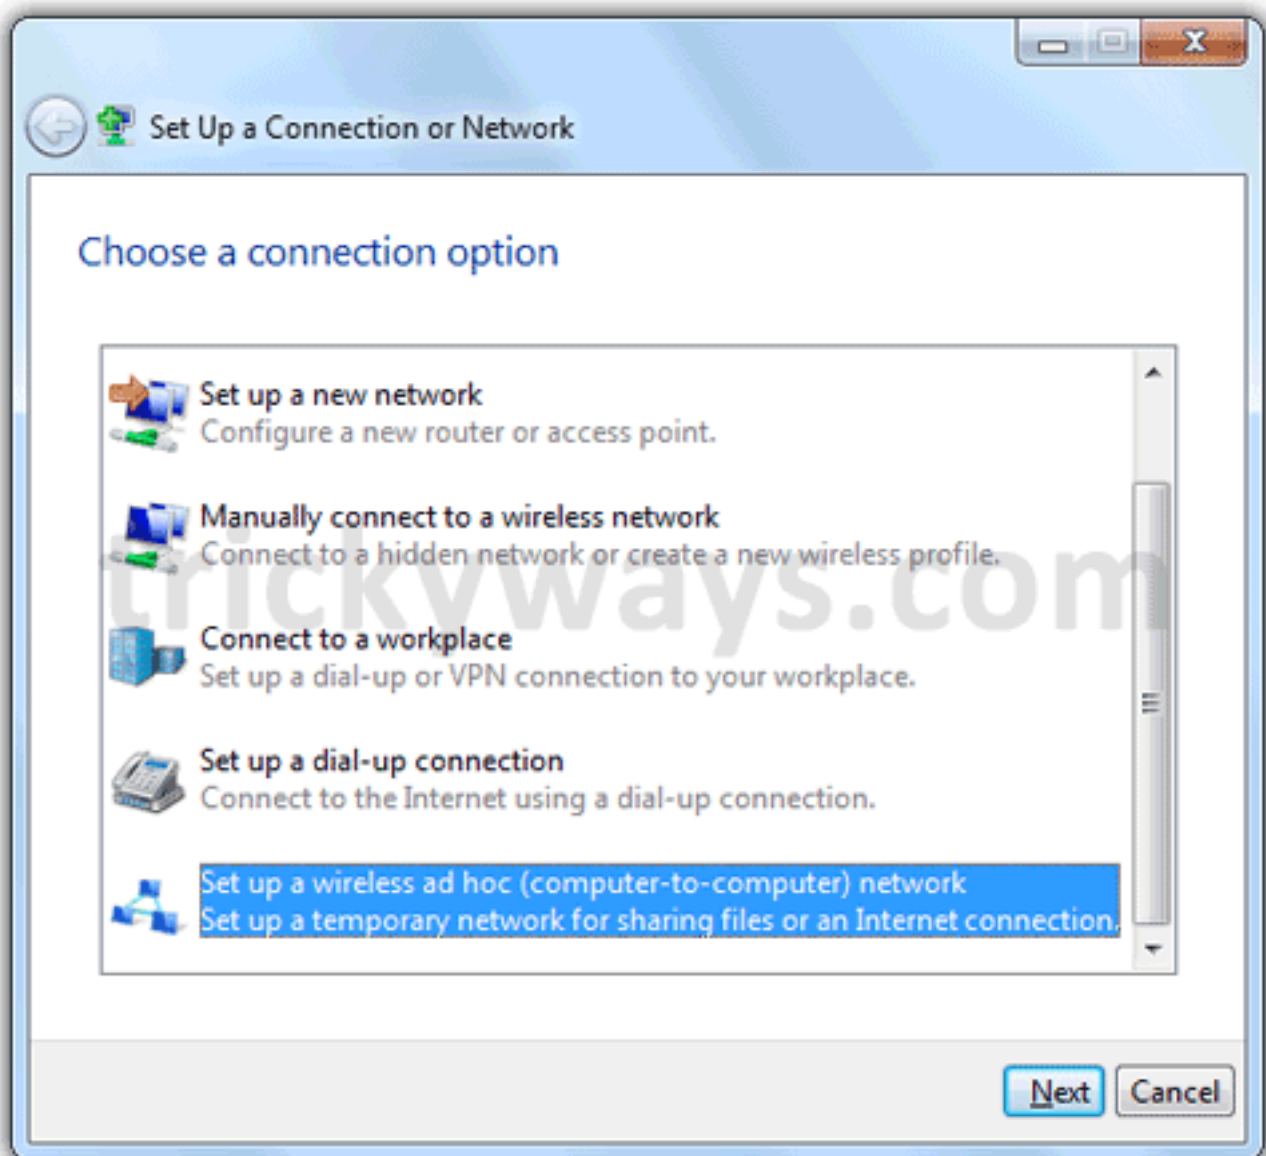 Set Up a Connection or Network
Choose a connection option
Set up a new network
Configure a new router or access point.
Manually connect to a wireless network
Connect to a hidden network or create a new wireless profile.
trickyways.com
Connect to a workplace
Set up a dial-up or VPN connection to your workplace.
Set up a dial-up connection
Connect to the Internet using a dial-up connection.
Set up a wireless ad hoc (computer-to-computer) network
Set up a temporary network for sharing files or an Internet connection.
Next
Cancel